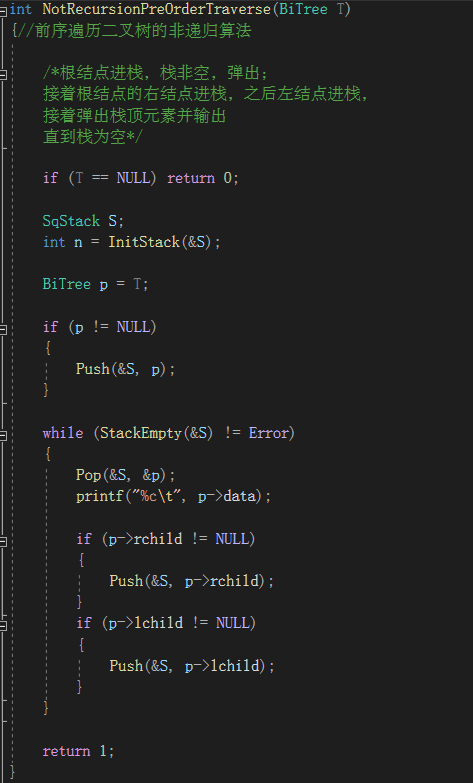 int NotRecursionPreOrderTraverse(BiTree T)
{//前序遍历二叉树的非递归算法
/*根结点进栈，栈非空，弹出；
接着根结点的右结点进栈，之后左结点进栈，
接着弹出栈顶元素并输出
直到栈为空*/
if (T == NULL) return 0;
SqStack S;
int n = InitStack(&S);
BiTree p = T;
if (p != NULL)
{
Push(&S, p);
}
while (StackEmpty(&S) != Error)
{
Pop(&S, &p);
printf("%c\t", p->data);
if (p->rchild != NULL)
{
Push(&S, p->rchild);
}
if (p->lchild != NULL)
{
Push(&S, p->lchild);
}
}
return 1;
}